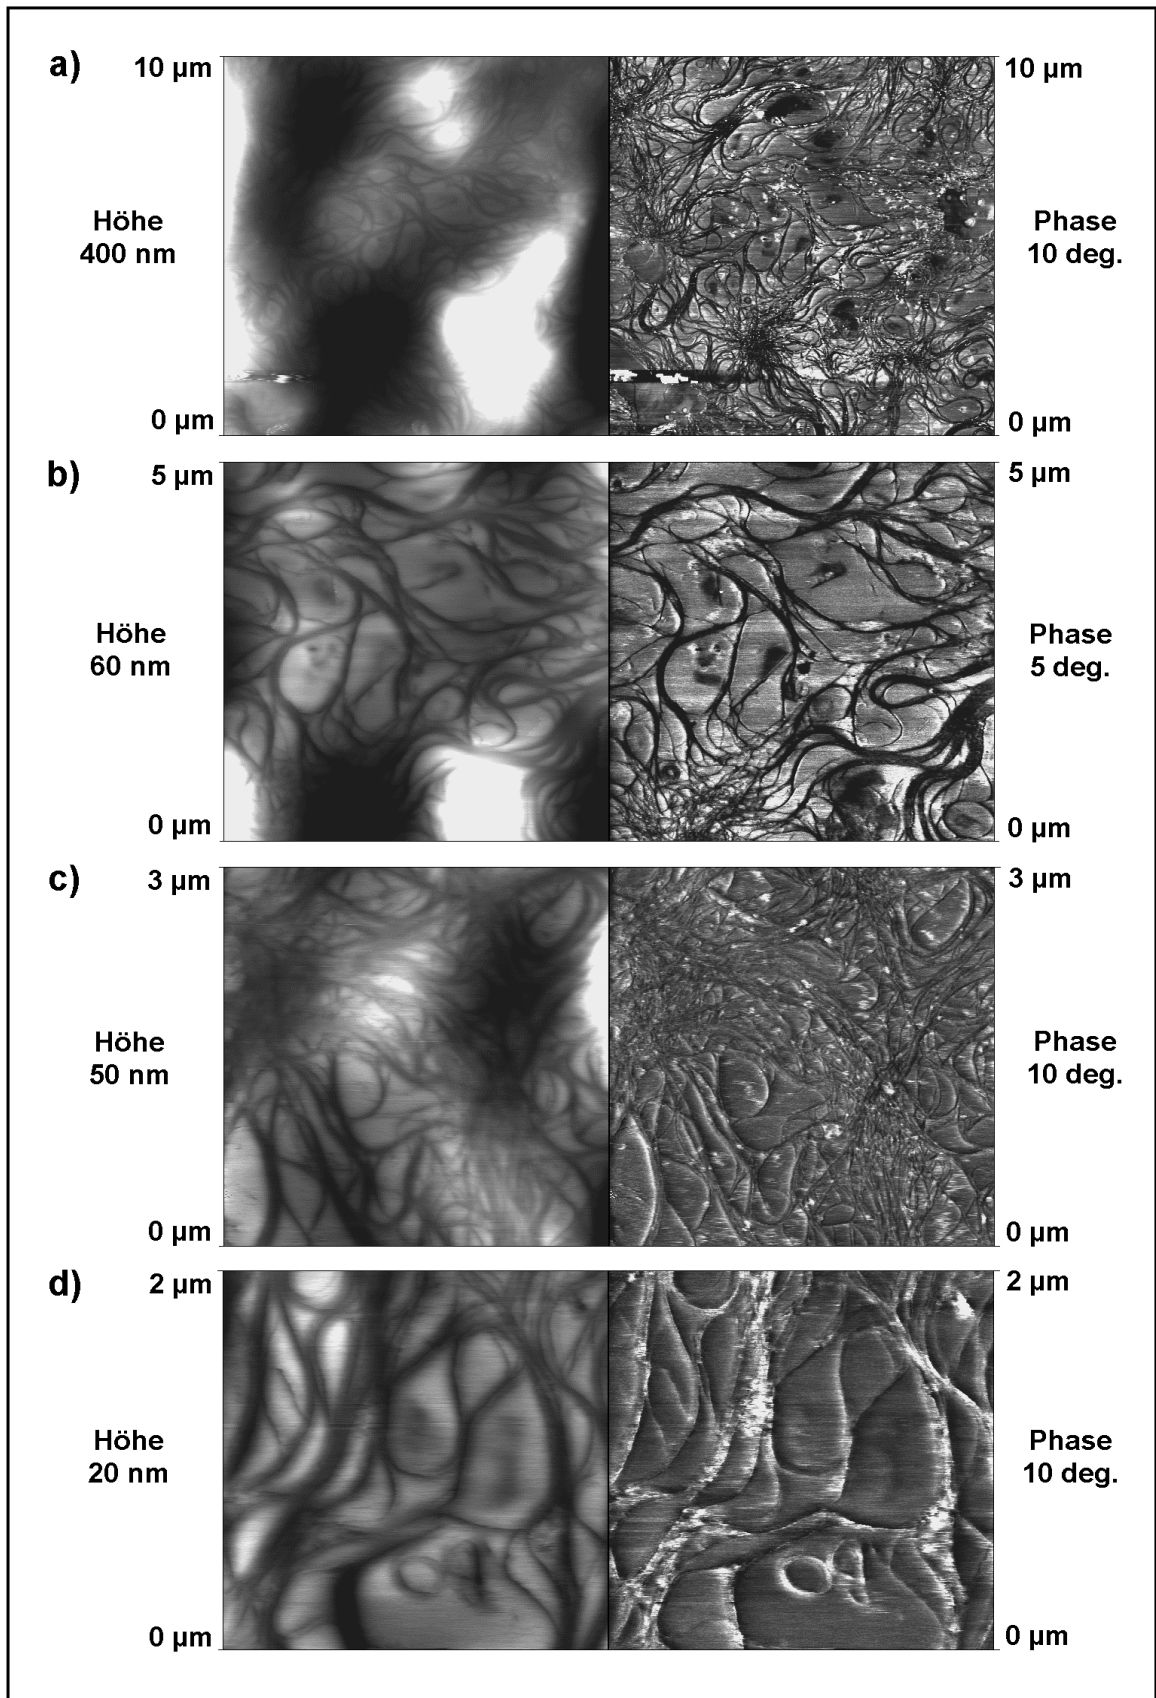 a)
10 µm
10 µm
Höhe
400 nm
Phase
10 deg.
0 µm
0 µm
b)
5 µm
5 µm
Höhe
60 nm
Phase
5 deg.
0 µm
0 µm
c)
3 µm
3 µm
Höhe
50 nm
Phase
10 deg.
0 µm
0 µm
d)
2 µm
2 µm
Höhe
20 nm
Phase
10 deg.
0 µm
0 µm